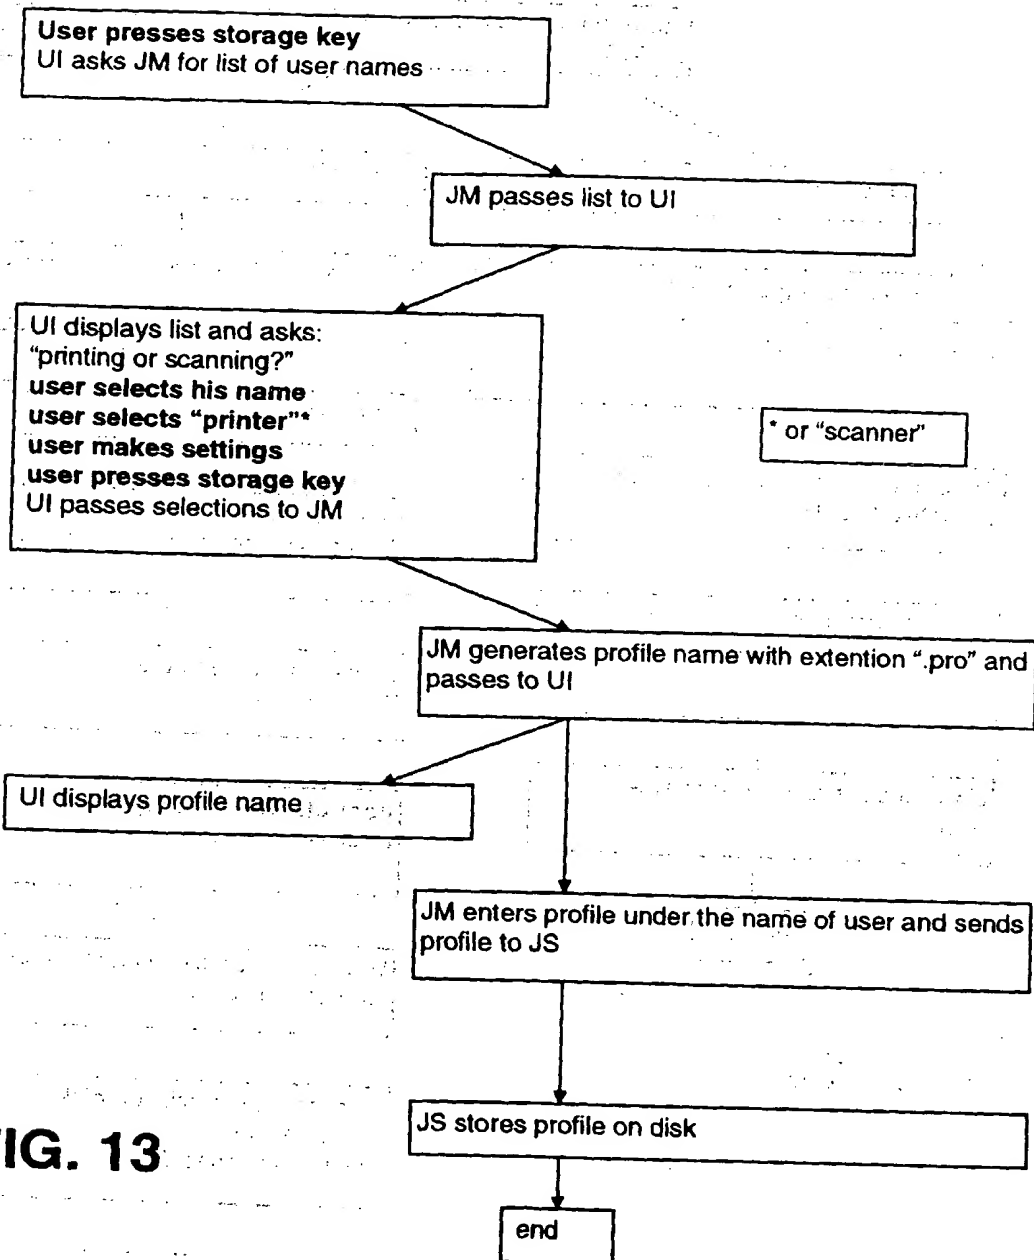 User presses storage key
UI asks JM for list of user names
JM passes list to UI
UI displays list and asks:
"printing or scanning?"
user selects his name
user selects "printer"*
user makes settings
user presses storage key
UI passes selections to JM
* or "scanner"
JM generates profile name with extention ".pro" and
passes to UI
UI displays profile name
JM enters profile under the name of user and sends
profile to JS
JS stores profile on disk
end
IG. 13